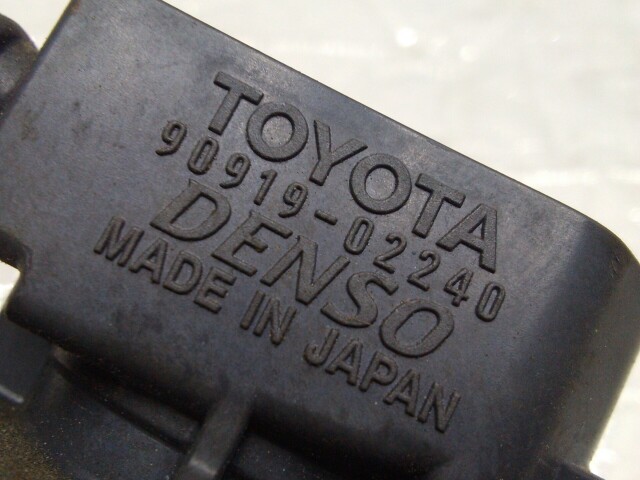 TOYOTA
90919-02240
DENSO
MADE IN JAPAN